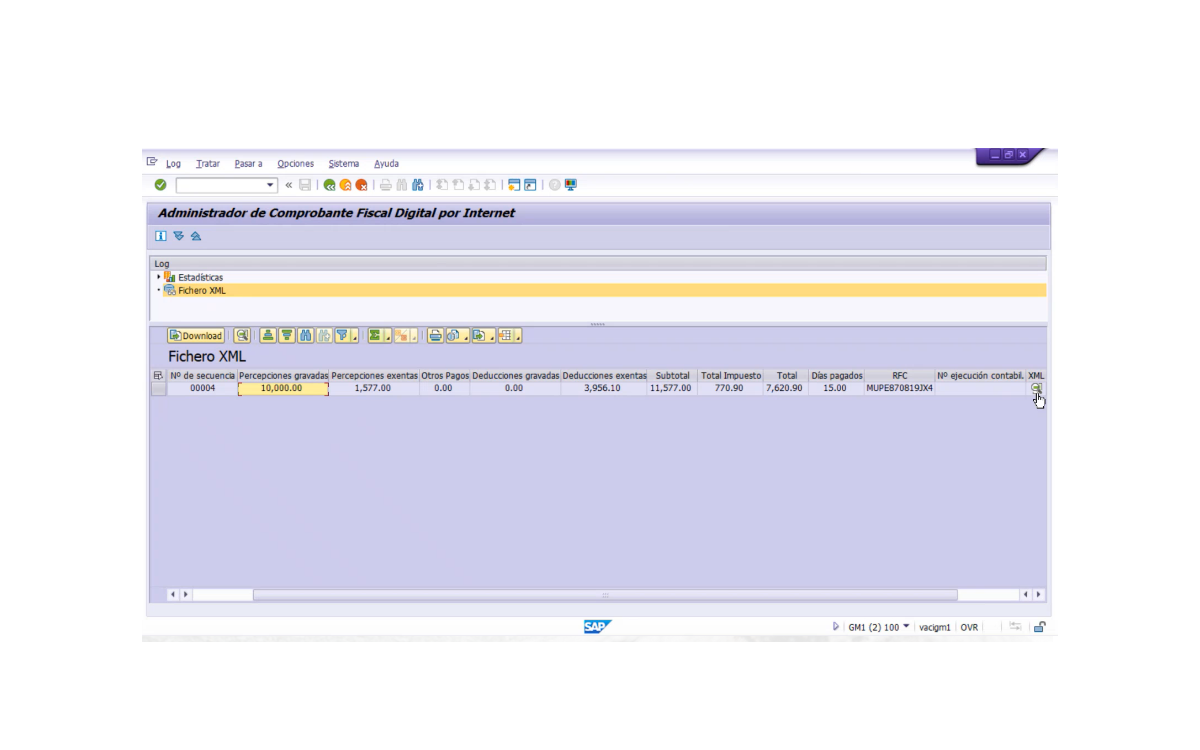 Log Tratar Pasar a Opciones Sistema Ayuda
Administrador de Comprobante Fiscal Digital por Internet
Log
Estadísticas
Fichero XML
Download
Fichero XML
Nº de secuencia Percepciones gravadas Percepciones exentas Otros Pagos Deducciones gravadas Deducciones exentas Subtotal Total Impuesto Total Días pagados RFC Nº ejecución contabil. XML
00004 10,000.00 1,577.00 0.00 0.00 3,956.10 11,577.00 770.90 7,620.90 15.00 MUPE870819JX4
SAP GM1 (2) 100 vacigm1 OVR